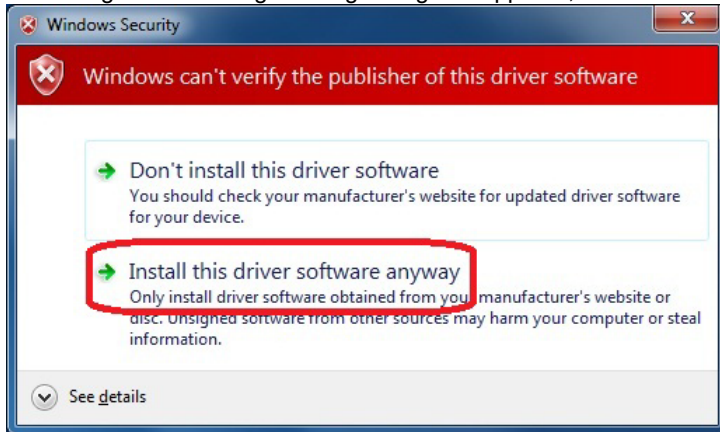 Windows Security
Windows can't verify the publisher of this driver software
Don't install this driver software
You should check your manufacturer's website for updated driver software
for your device.
Install this driver software anyway
Only install driver software obtained from your manufacturer's website or
disc. Unsigned software from other sources may harm your computer or steal
information.
See details